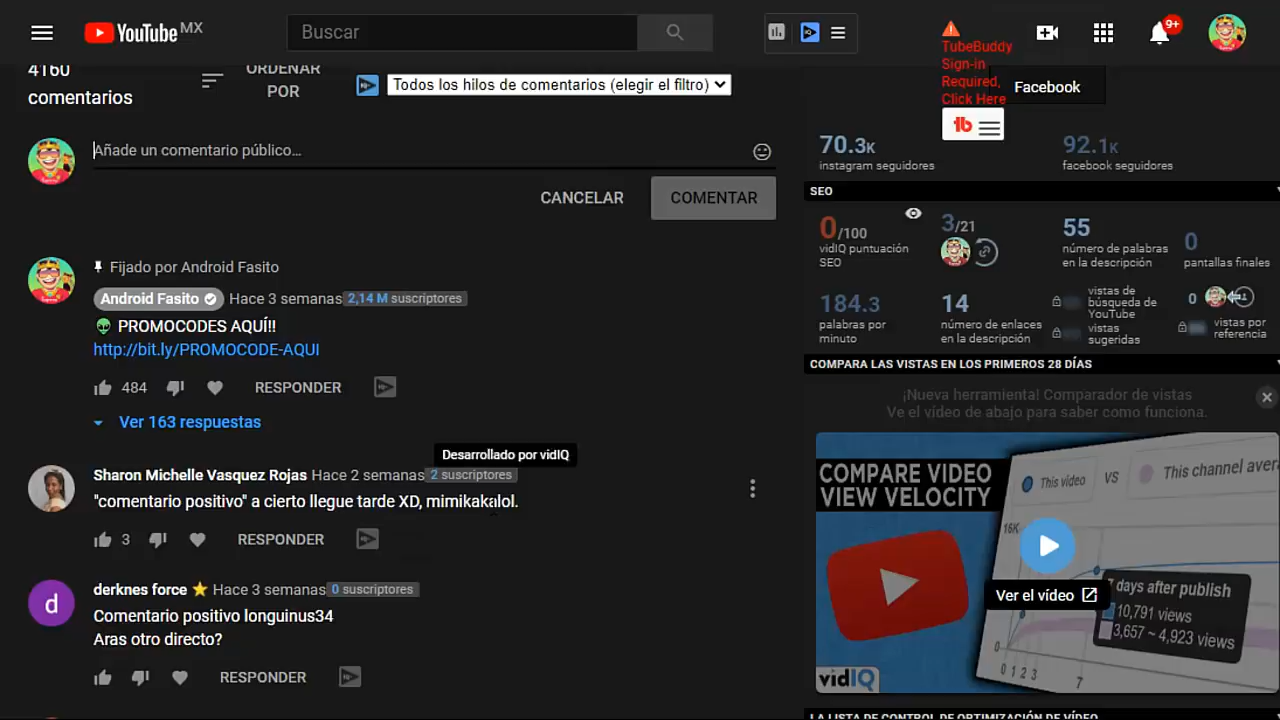 YouTube MX
Buscar
9+
TubeBuddy
Sign-in
Required,
Click Here
Facebook
4160
comentarios
ORDENAR
POR
Todos los hilos de comentarios (elegir el filtro)
Añade un comentario público...
CANCELAR
COMENTAR
Fijado por Android Fasito
Android Fasito Hace 3 semanas 2,14 M suscriptores
PROMOCODES AQUÍ!!
http://bit.ly/PROMOCODE-AQUI
484 RESPONDER
Ver 163 respuestas
Desarrollado por vidIQ
Sharon Michelle Vasquez Rojas Hace 2 semanas 2 suscriptores
"comentario positivo" a cierto llegue tarde XD, mimikakalol.
3 RESPONDER
d
derknes force Hace 3 semanas 0 suscriptores
Comentario positivo longuinus34
Aras otro directo?
RESPONDER
70.3K
instagram seguidores
92.1K
facebook seguidores
SEO
0/100
vidIQ puntuación
SEO
3/21
55
número de palabras
en la descripción
0
pantallas finales
184.3
palabras por
minuto
14
número de enlaces
en la descripción
vistas de
búsqueda de
YouTube
vistas
sugeridas
0
vistas por
referencia
COMPARA LAS VISTAS EN LOS PRIMEROS 28 DÍAS
¡Nueva herramienta! Comparador de vistas
Ve el vídeo de abajo para saber como funciona.
COMPARE VIDEO
VIEW VELOCITY
This video VS This channel avera
16K
Ver el vídeo
7 days after publish
10,791 views
3,657 ~ 4,923 views
0
0 1 2 3 7
vidIQ
LA LISTA DE CONTROL DE OPTIMIZACIÓN DE VÍDEO